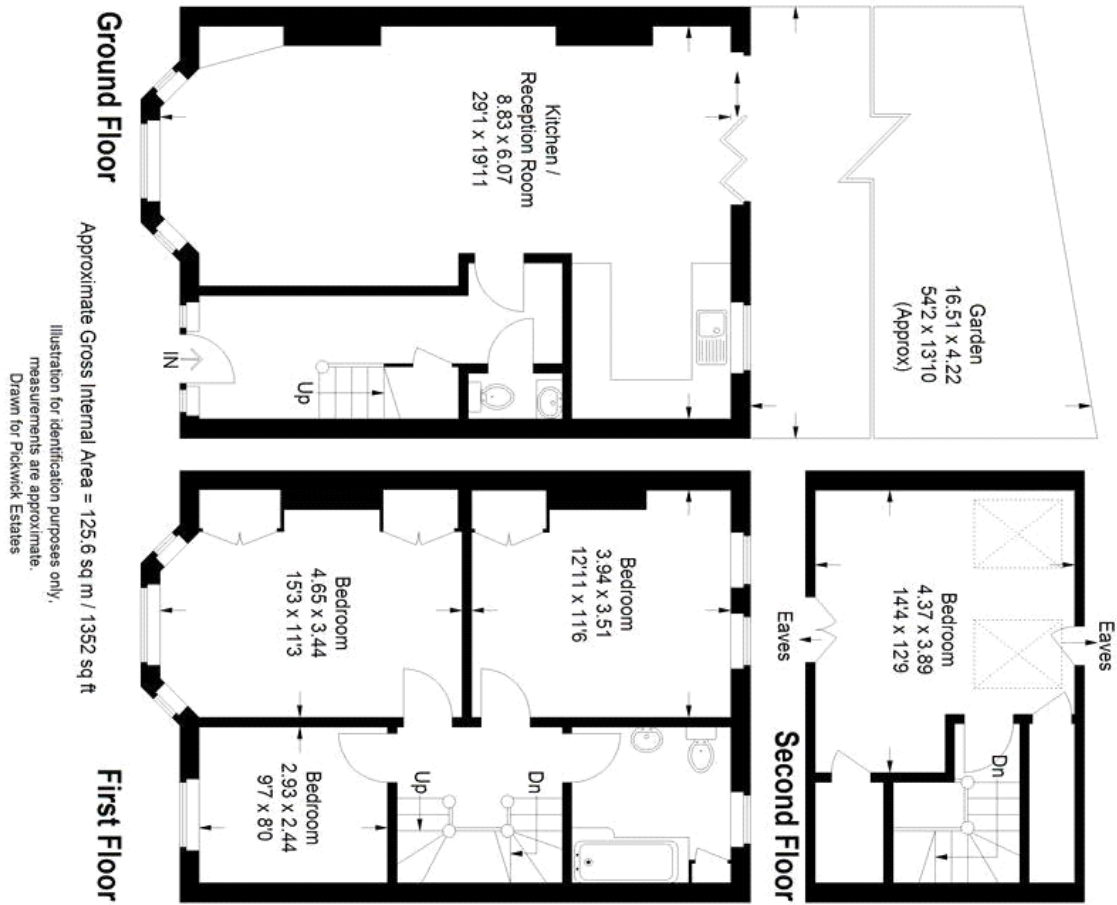 Garden
16.51 x 4.22
54'2 x 13'10
(Approx)
Kitchen /
Reception Room
8.83 x 6.07
29'1 x 19'11
Up
IN
Ground Floor
Eaves
Bedroom
4.37 x 3.89
14'4 x 12'9
Eaves
Dn
Second Floor
Bedroom
3.94 x 3.51
12'11 x 11'6
Bedroom
4.65 x 3.44
15'3 x 11'3
Dn
Up
Bedroom
2.93 x 2.44
9'7 x 8'0
First Floor
Approximate Gross Internal Area = 125.6 sq m / 1352 sq ft
Illustration for identification purposes only,
measurements are approximate.
Drawn for Pickwick Estates